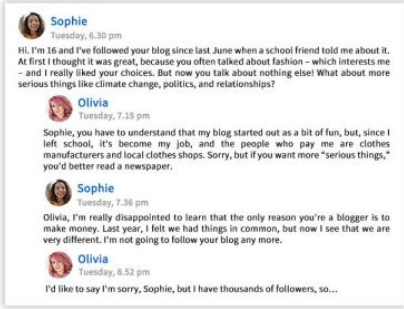 Sophie
Tuesday, 6.30 pm
Hi. I'm 16 and I've followed your blog since last June when a school friend told me about it.
At first I thought it was great, because you often talked about fashion – which interests me
– and I really liked your choices. But now you talk about nothing else! What about more
serious things like climate change, politics, and relationships?
Olivia
Tuesday, 7.15 pm
Sophie, you have to understand that my blog started out as a bit of fun, but, since I
left school, it's become my job, and the people who pay me are clothes
manufacturers and local clothes shops. Sorry, but if you want more "serious things,"
you'd better read a newspaper.
Sophie
Tuesday, 7.36 pm
Olivia, I'm really disappointed to learn that the only reason you're a blogger is to
make money. Last year, I felt we had things in common, but now I see that we are
very different. I'm not going to follow your blog any more.
Olivia
Tuesday, 8.52 pm
I'd like to say I'm sorry, Sophie, but I have thousands of followers, so...